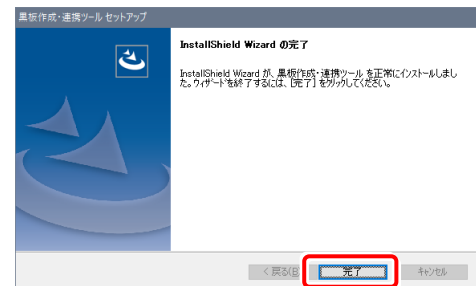 黒板作成・連携ツール セットアップ
InstallShield Wizard の完了
InstallShield Wizard が、黒板作成・連携ツール を正常にインストールしまし
た。ウィザードを終了するには、[完了] をクリックしてください。
< 戻る(B
完了
キャンセル